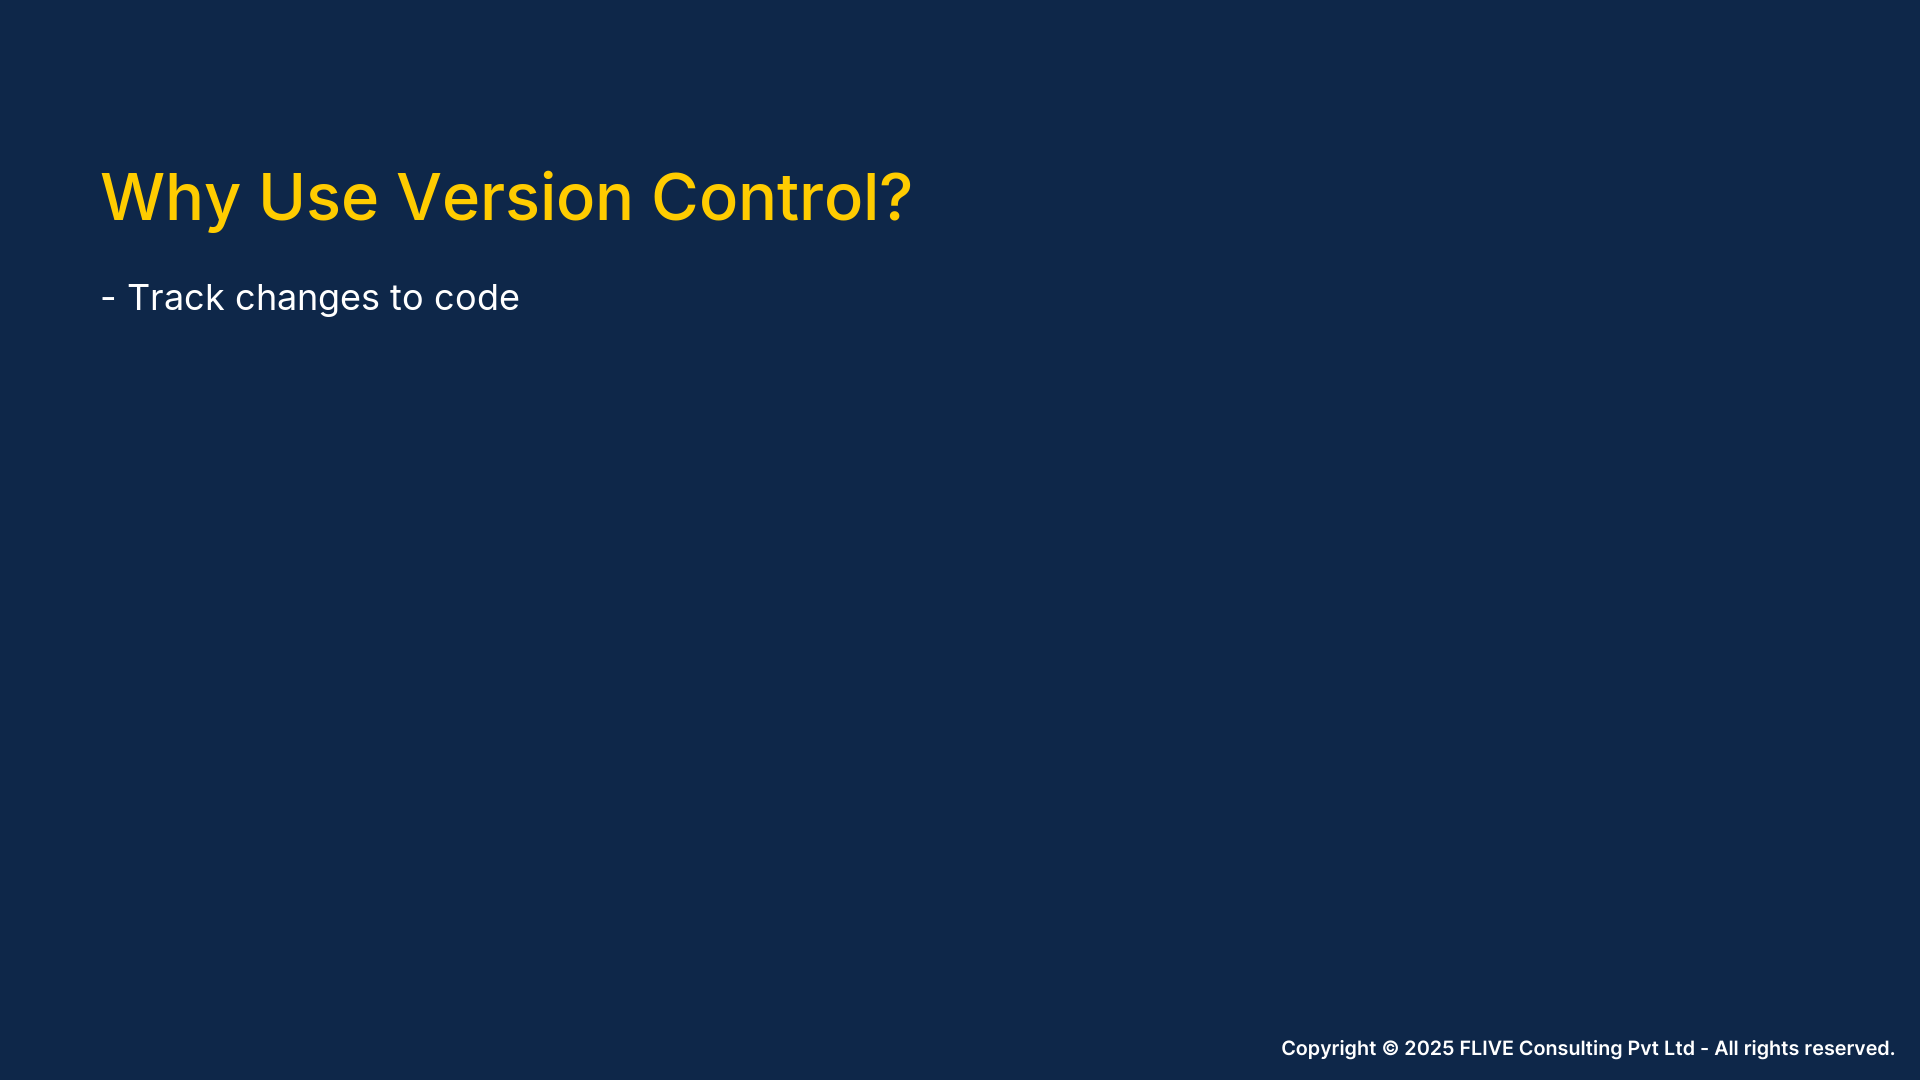 Why Use Version Control?
- Track changes to code
Copyright © 2025 FLIVE Consulting Pvt Ltd - All rights reserved.